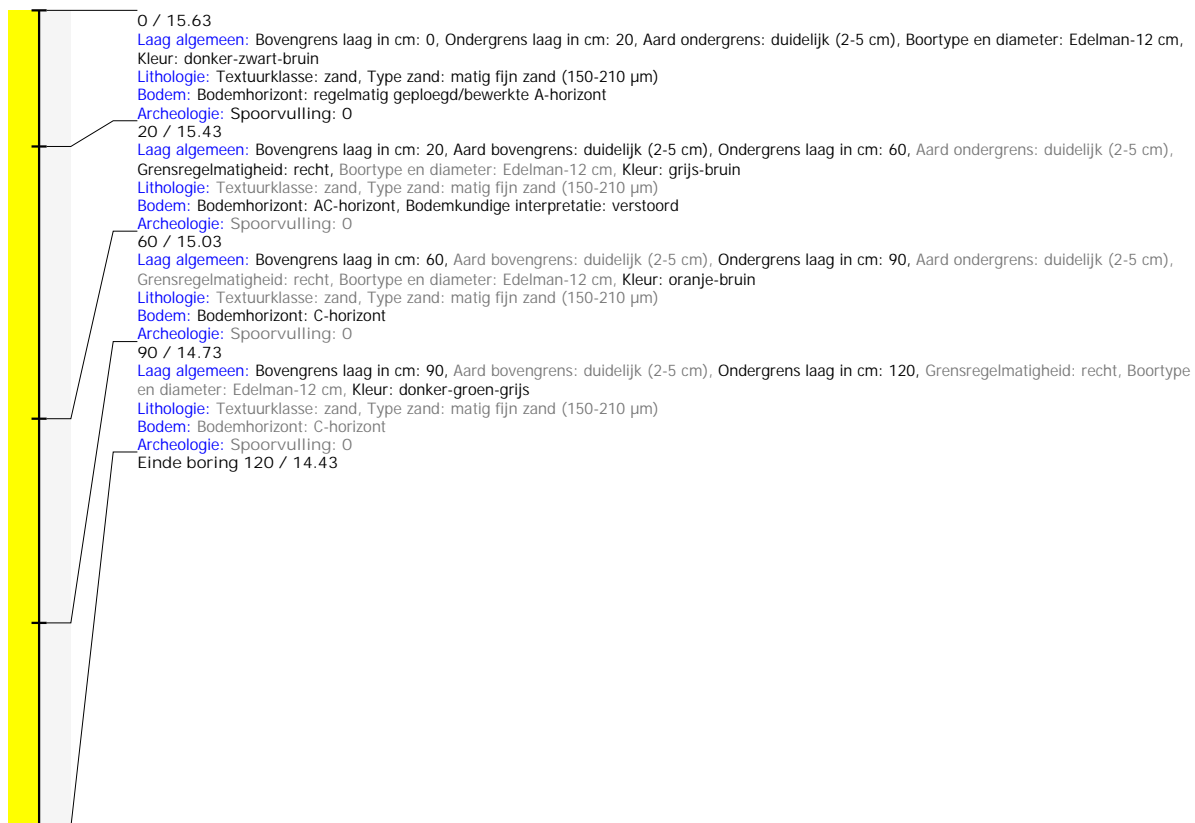 0 / 15.63
Laag algemeen: Bovengrens laag in cm: 0, Ondergrens laag in cm: 20, Aard ondergrens: duidelijk (2-5 cm), Boortype en diameter: Edelman-12 cm,
Kleur: donker-zwart-bruin
Lithologie: Textuurklasse: zand, Type zand: matig fijn zand (150-210 µm)
Bodem: Bodemhorizont: regelmatig geploegd/bewerkte A-horizont
Archeologie: Spoorvulling: 0
20 / 15.43
Laag algemeen: Bovengrens laag in cm: 20, Aard bovengrens: duidelijk (2-5 cm), Ondergrens laag in cm: 60, Aard ondergrens: duidelijk (2-5 cm),
Grensregelmatigheid: recht, Boortype en diameter: Edelman-12 cm, Kleur: grijs-bruin
Lithologie: Textuurklasse: zand, Type zand: matig fijn zand (150-210 µm)
Bodem: Bodemhorizont: AC-horizont, Bodemkundige interpretatie: verstoord
Archeologie: Spoorvulling: 0
60 / 15.03
Laag algemeen: Bovengrens laag in cm: 60, Aard bovengrens: duidelijk (2-5 cm), Ondergrens laag in cm: 90, Aard ondergrens: duidelijk (2-5 cm),
Grensregelmatigheid: recht, Boortype en diameter: Edelman-12 cm, Kleur: oranje-bruin
Lithologie: Textuurklasse: zand, Type zand: matig fijn zand (150-210 µm)
Bodem: Bodemhorizont: C-horizont
Archeologie: Spoorvulling: 0
90 / 14.73
Laag algemeen: Bovengrens laag in cm: 90, Aard bovengrens: duidelijk (2-5 cm), Ondergrens laag in cm: 120, Grensregelmatigheid: recht, Boortype
en diameter: Edelman-12 cm, Kleur: donker-groen-grijs
Lithologie: Textuurklasse: zand, Type zand: matig fijn zand (150-210 µm)
Bodem: Bodemhorizont: C-horizont
Archeologie: Spoorvulling: 0
Einde boring 120 / 14.43